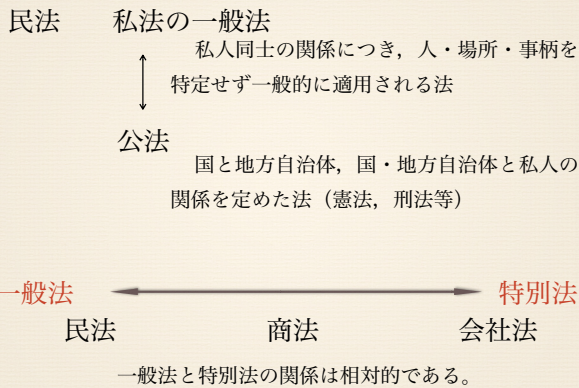 民法 私法の一般法
私人同士の関係につき，人・場所・事柄を
特定せず一般的に適用される法
公法
国と地方自治体，国・地方自治体と私人の
関係を定めた法（憲法，刑法等）
一般法 特別法
民法 商法 会社法
一般法と特別法の関係は相対的である。